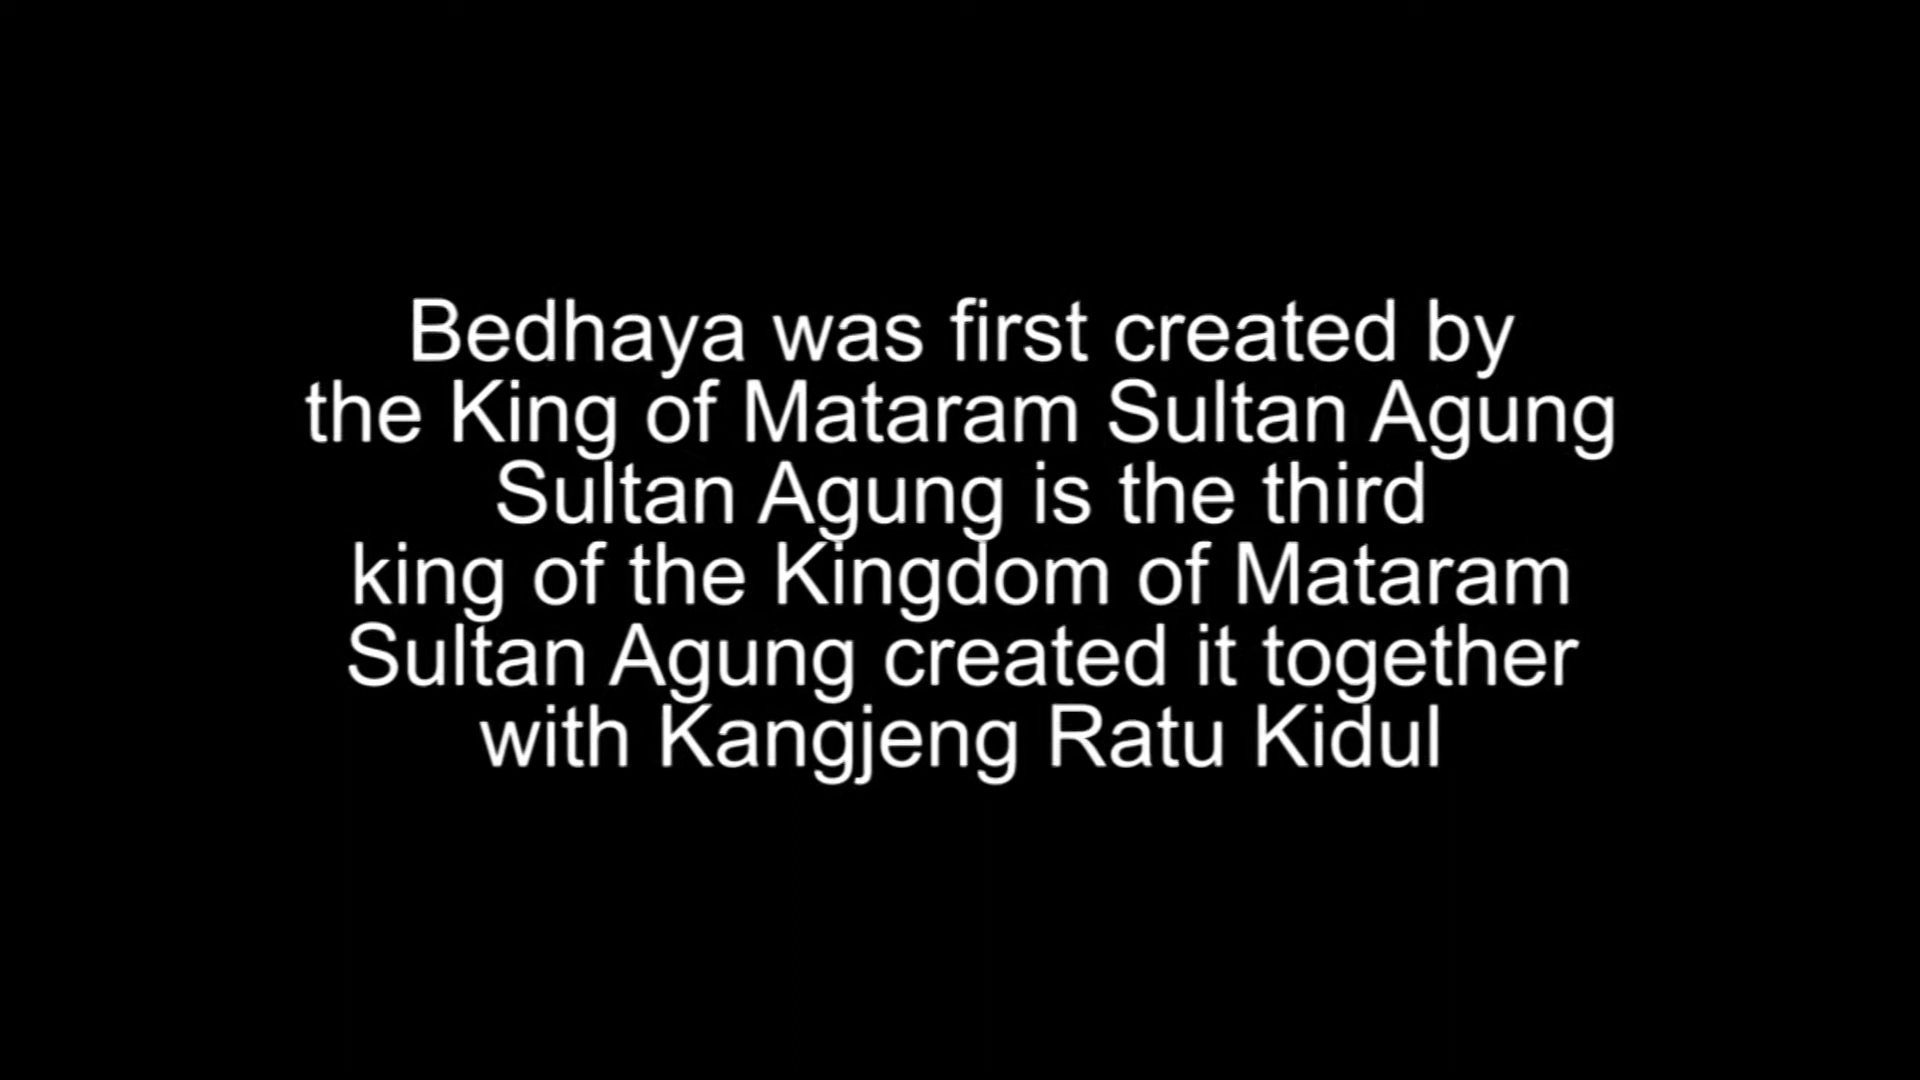 Bedhaya was first created by
the King of Mataram Sultan Agung
Sultan Agung is the third
king of the Kingdom of Mataram
Sultan Agung created it together
with Kangjeng Ratu Kidul